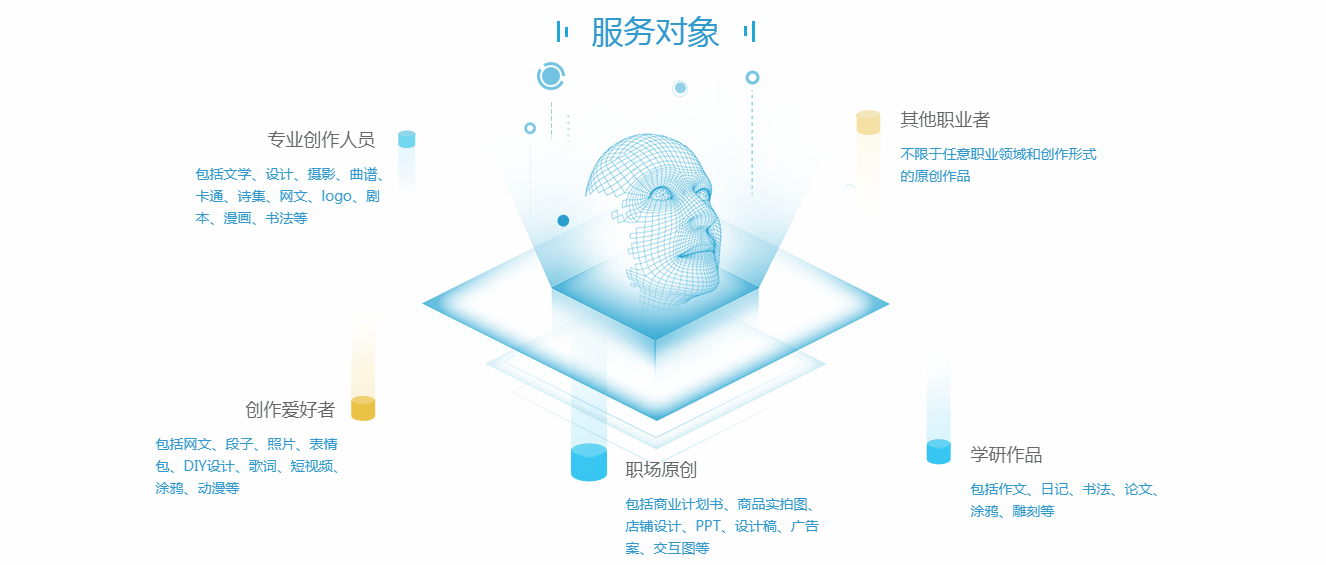 服务对象
专业创作人员
包括文学、设计、摄影、曲谱、
卡通、诗集、网文、logo、剧
本、漫画、书法等
其他职业者
不限于任意职业领域和创作形式
的原创作品
创作爱好者
包括网文、段子、照片、表情
包、DIY设计、歌词、短视频、
涂鸦、动漫等
职场原创
包括商业计划书、商品实拍图、
店铺设计、PPT、设计稿、广告
案、交互图等
学研作品
包括作文、日记、书法、论文、
涂鸦、雕刻等